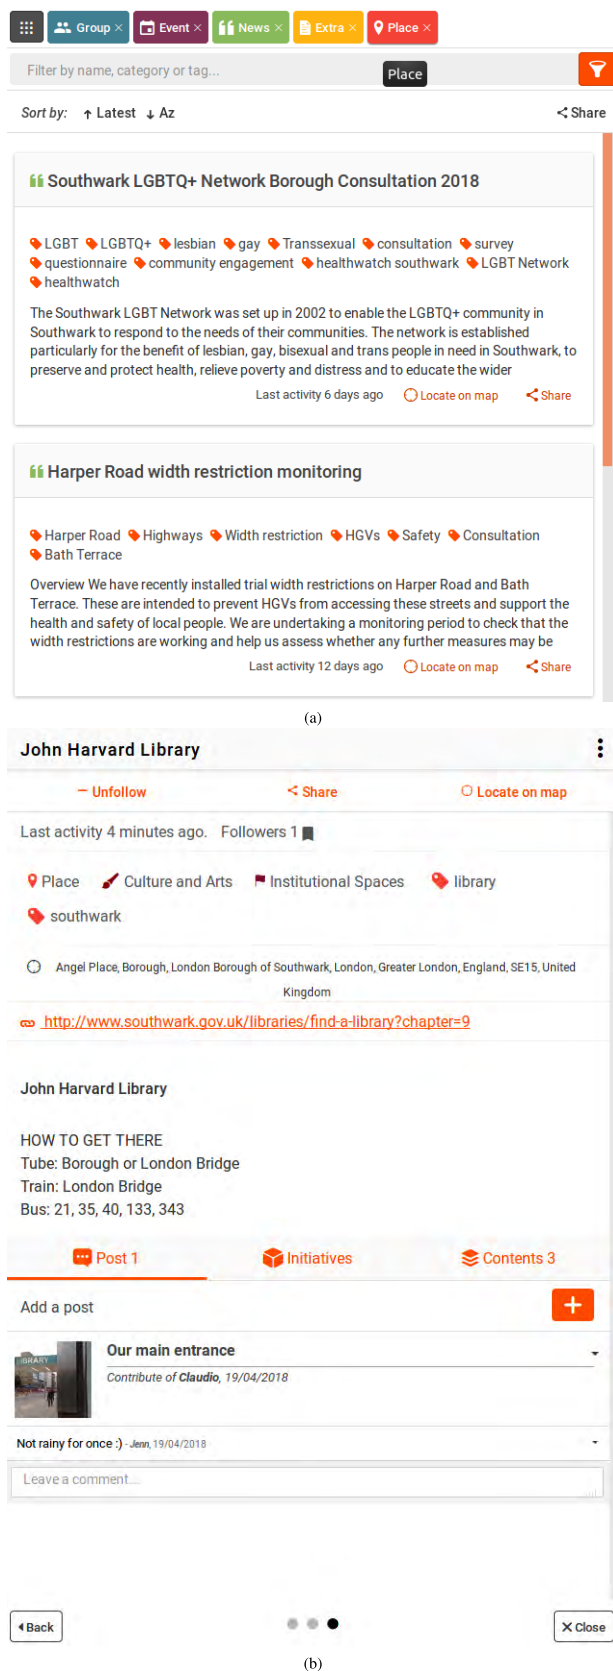 Group × Event × News × Extra × Place ×
Filter by name, category or tag...
Place
Sort by: Latest Az Share
Southwark LGBTQ+ Network Borough Consultation 2018
LGBT LGBTQ+ lesbian gay Transsexual consultation survey
questionnaire community engagement healthwatch southwark LGBT Network
healthwatch
The Southwark LGBT Network was set up in 2002 to enable the LGBTQ+ community in
Southwark to respond to the needs of their communities. The network is established
particularly for the benefit of lesbian, gay, bisexual and trans people in need in Southwark, to
preserve and protect health, relieve poverty and distress and to educate the wider
Last activity 6 days ago Locate on map Share
Harper Road width restriction monitoring
Harper Road Highways Width restriction HGVs Safety Consultation
Bath Terrace
Overview We have recently installed trial width restrictions on Harper Road and Bath
Terrace. These are intended to prevent HGVs from accessing these streets and support the
health and safety of local people. We are undertaking a monitoring period to check that the
width restrictions are working and help us assess whether any further measures may be
Last activity 12 days ago Locate on map Share
(a)
John Harvard Library
Unfollow Share Locate on map
Last activity 4 minutes ago. Followers 1
Place Culture and Arts Institutional Spaces library
southwark
Angel Place, Borough, London Borough of Southwark, London, Greater London, England, SE15, United
Kingdom
http://www.southwark.gov.uk/libraries/find-a-library?chapter=9
John Harvard Library
HOW TO GET THERE
Tube: Borough or London Bridge
Train: London Bridge
Bus: 21, 35, 40, 133, 343
Post 1 Initiatives Contents 3
Add a post
LIBRARY
Our main entrance
Contribute of Claudio, 19/04/2018
Not rainy for once :) - Jenn, 19/04/2018
Leave a comment...
Back Close
(b)